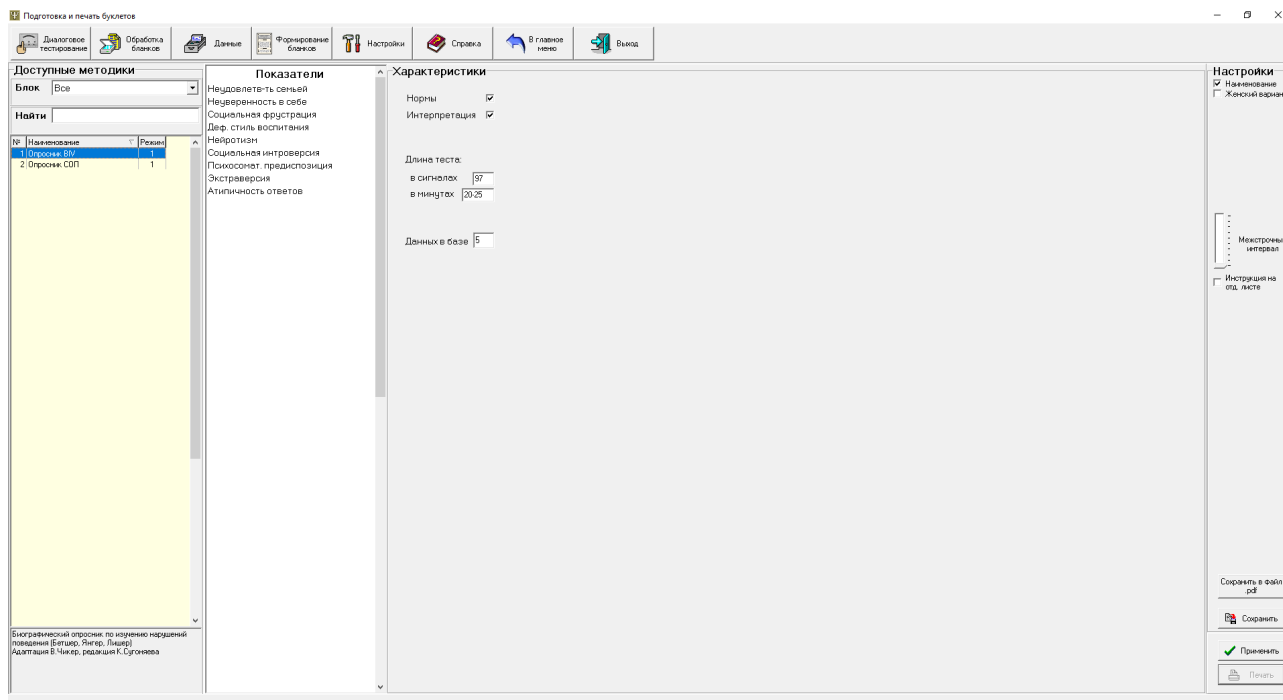 Подготовка и печать буклетов
Диалоговое тестирование
Обработка бланков
Данные
Формирование бланков
Настройки
Справка
В главное меню
Выход
Доступные методики
Блок Все
Найти
№ Наименование Режим
1 Опросник BIV 1
2 Опросник СОП 1
Биографический опросник по изучению нарушений
поведения (Бетшер, Янгер, Лишер)
Адаптация В.Чикер, редакция К.Сугоняева
Показатели
Неудовлетв-ть семьей
Неуверенность в себе
Социальная фрустрация
Деф. стиль воспитания
Нейротизм
Социальная интроверсия
Психосомат. предиспозиция
Экстраверсия
Атипичность ответов
Характеристики
Нормы
Интерпретация
Длина теста:
в сигналах 97
в минутах 20-25
Данных в базе 5
Настройки
Наименование
Женский вариан
Межстрочны
интервал
Инструкция на
отд. листе
Сохранить в файл
.pdf
Сохранить
Применить
Печать